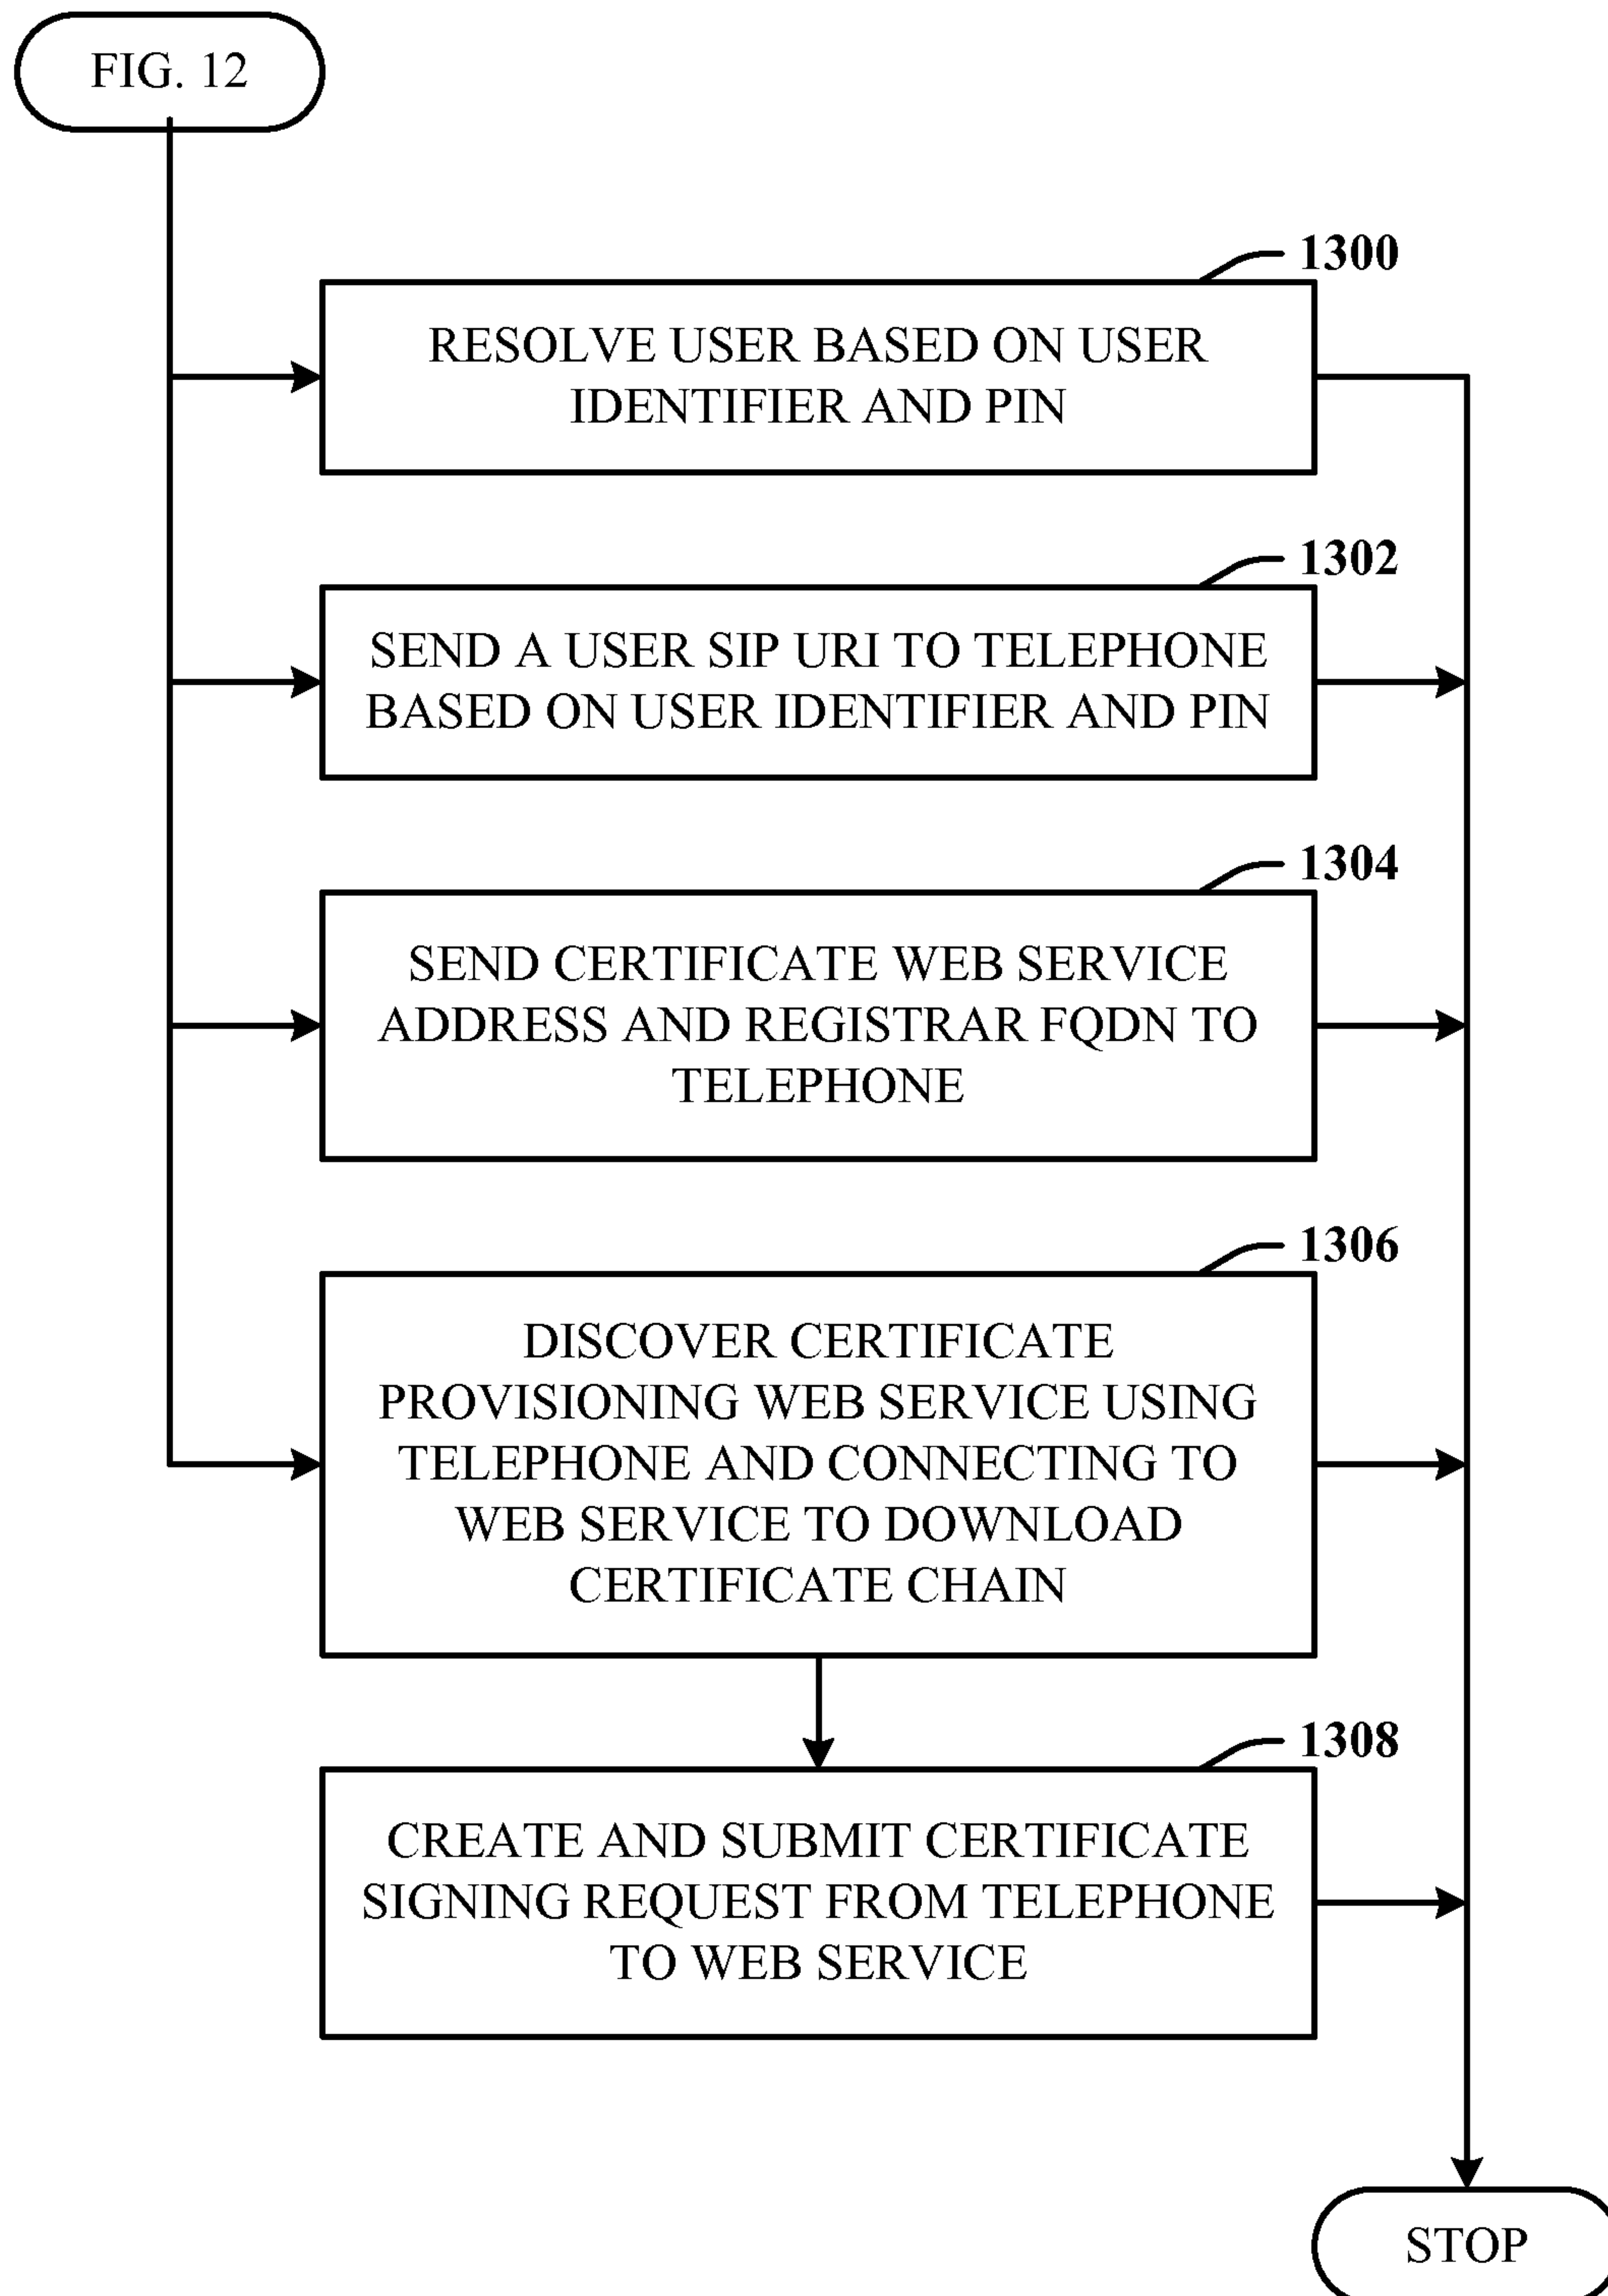 FIG. 12
1300
RESOLVE USER BASED ON USER
IDENTIFIER AND PIN
1302
SEND A USER SIP URI TO TELEPHONE
BASED ON USER IDENTIFIER AND PIN
1304
SEND CERTIFICATE WEB SERVICE
ADDRESS AND REGISTRAR FQDN TO
TELEPHONE
1306
DISCOVER CERTIFICATE
PROVISIONING WEB SERVICE USING
TELEPHONE AND CONNECTING TO
WEB SERVICE TO DOWNLOAD
CERTIFICATE CHAIN
1308
CREATE AND SUBMIT CERTIFICATE
SIGNING REQUEST FROM TELEPHONE
TO WEB SERVICE
STOP